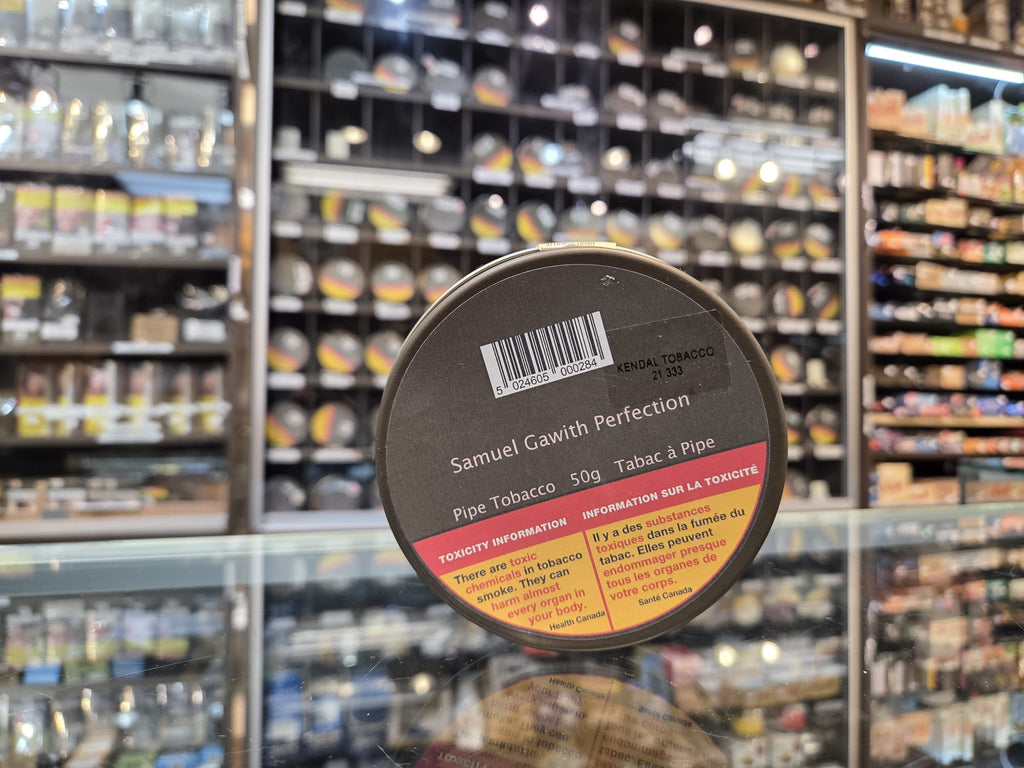 5 024605 000284
KENDAL TOBACCO
21 333
Samuel Gawith Perfection
Pipe Tobacco 50g Tabac à Pipe
TOXICITY INFORMATION
There are toxic
chemicals in tobacco
smoke. They can
harm almost
every organ in
your body.
Health Canada
INFORMATION SUR LA TOXICITÉ
Il y a des substances
toxiques dans la fumée du
tabac. Elles peuvent
endommager presque
tous les organes de
votre corps.
Santé Canada